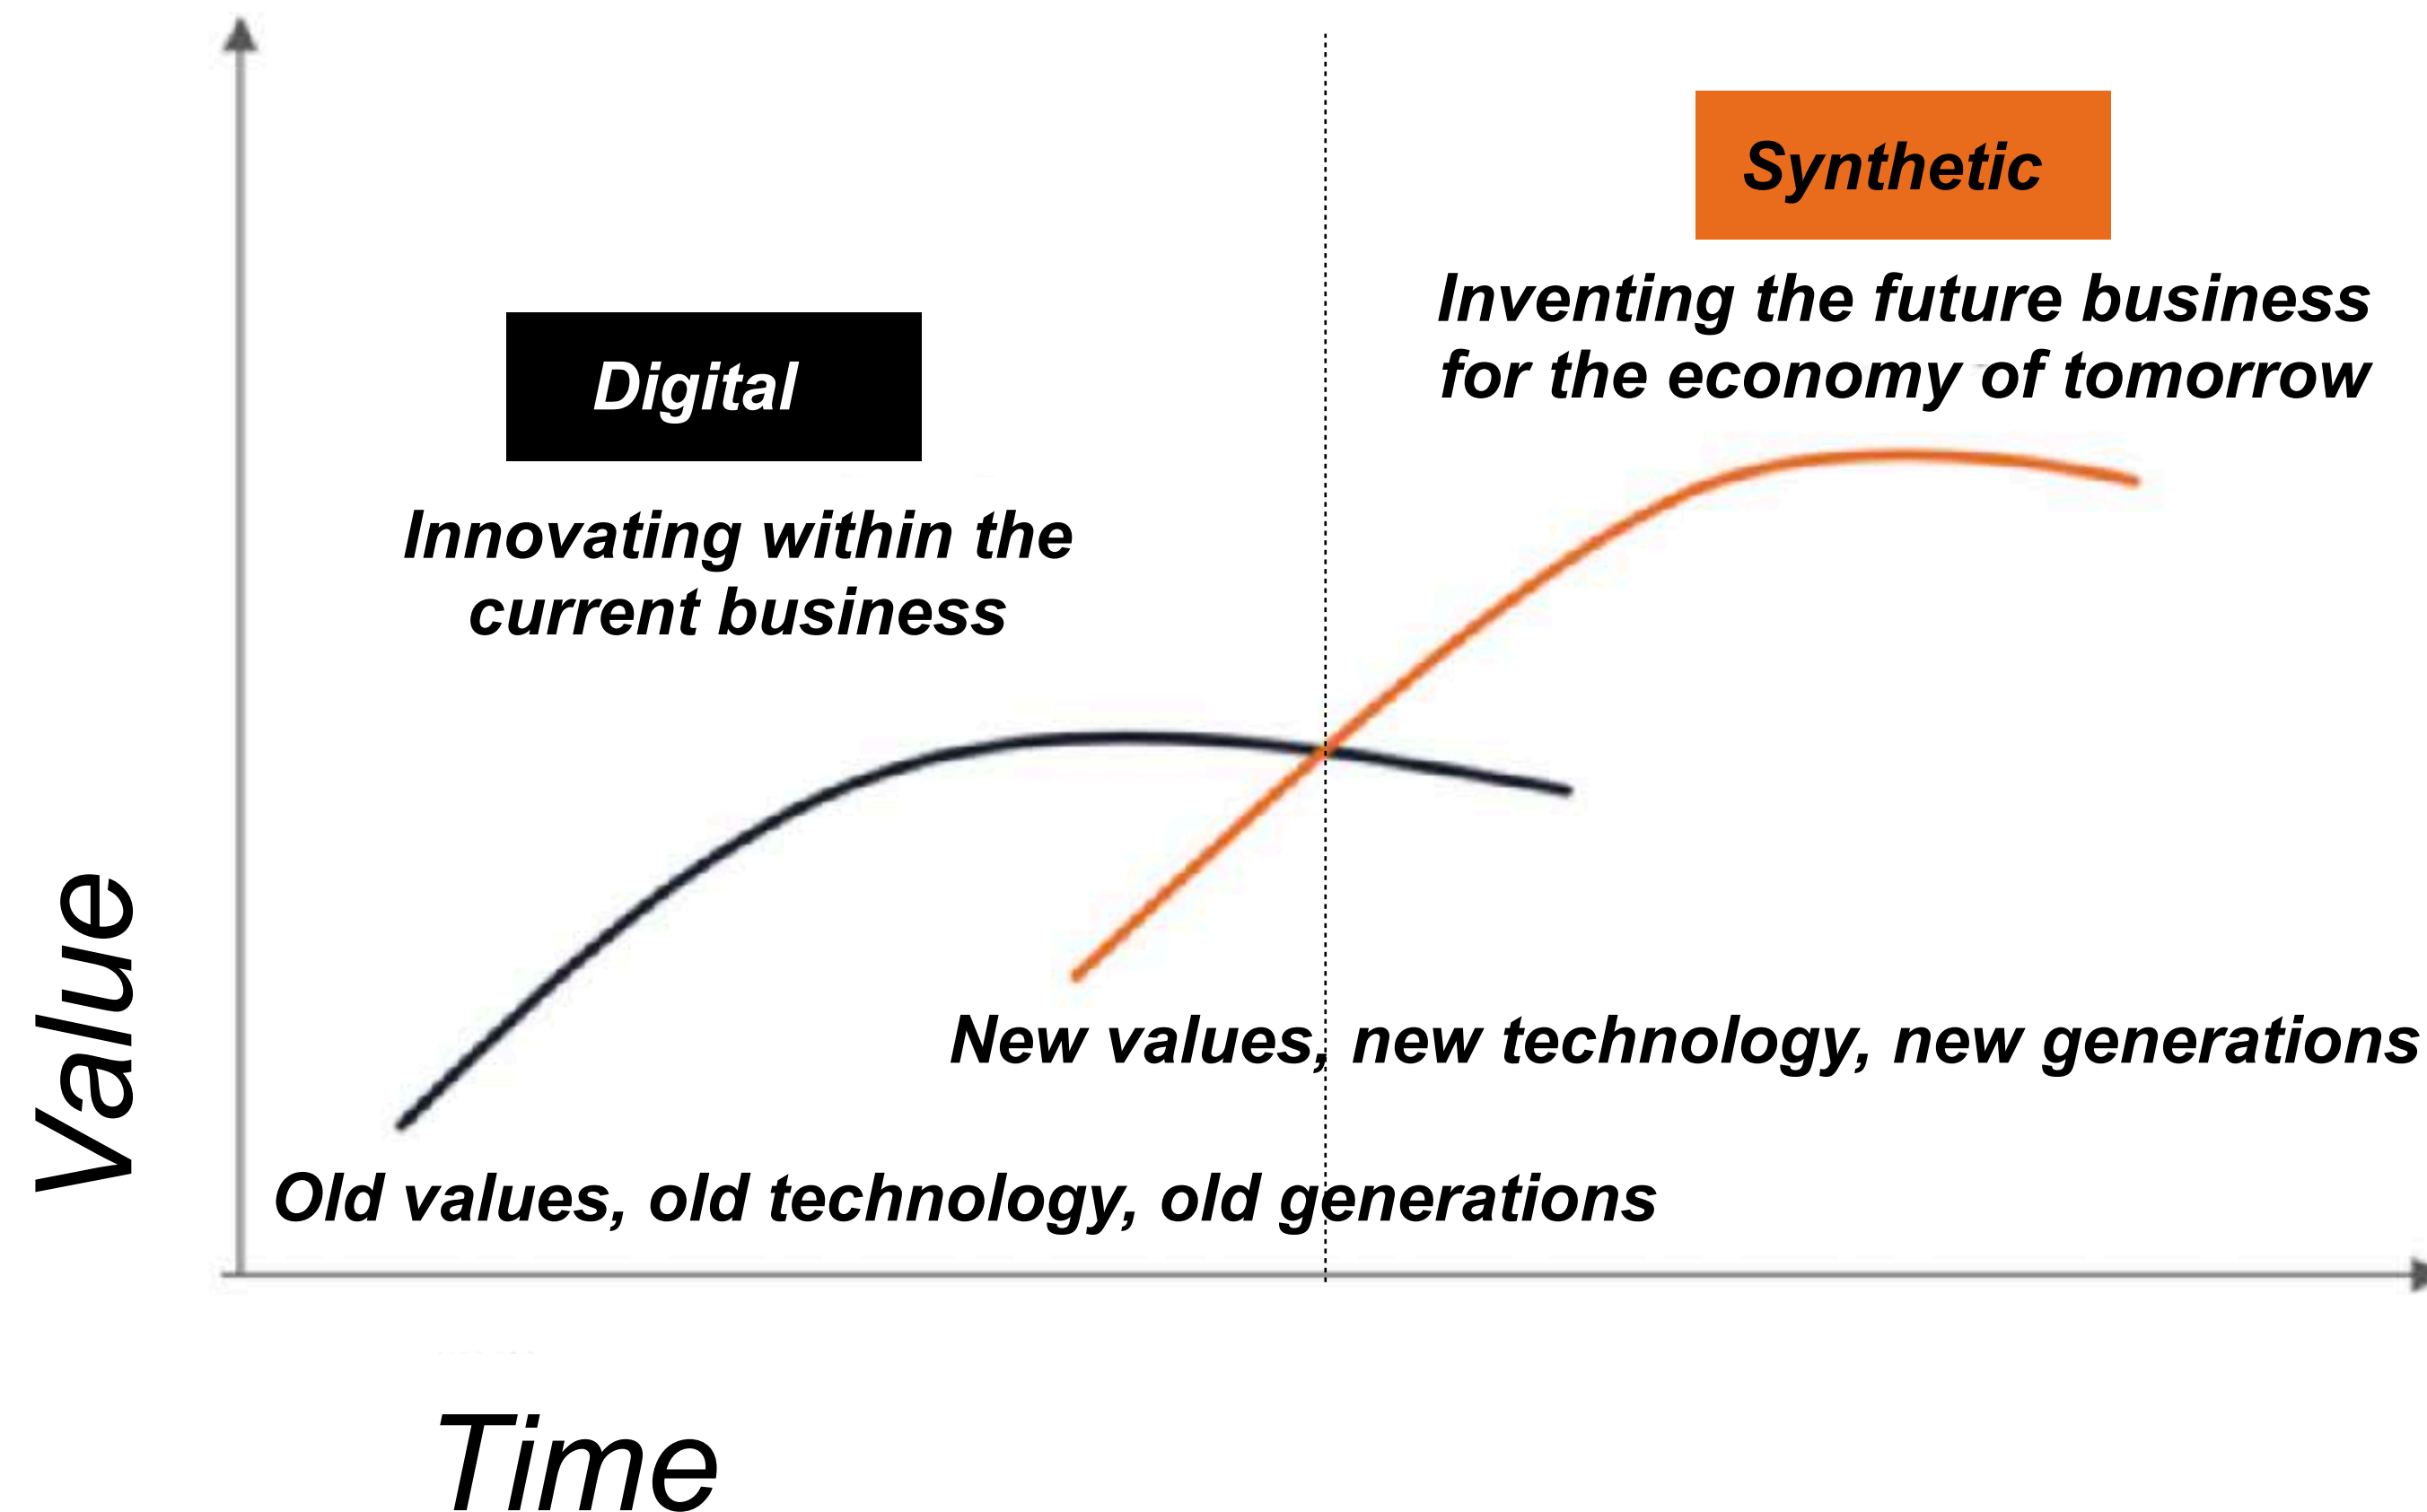 Synthetic
Inventing the future business
for the economy of tomorrow
Digital
Innovating within the
current business
New values, new technology, new generations
Old values, old technology, old generations
Value
Time